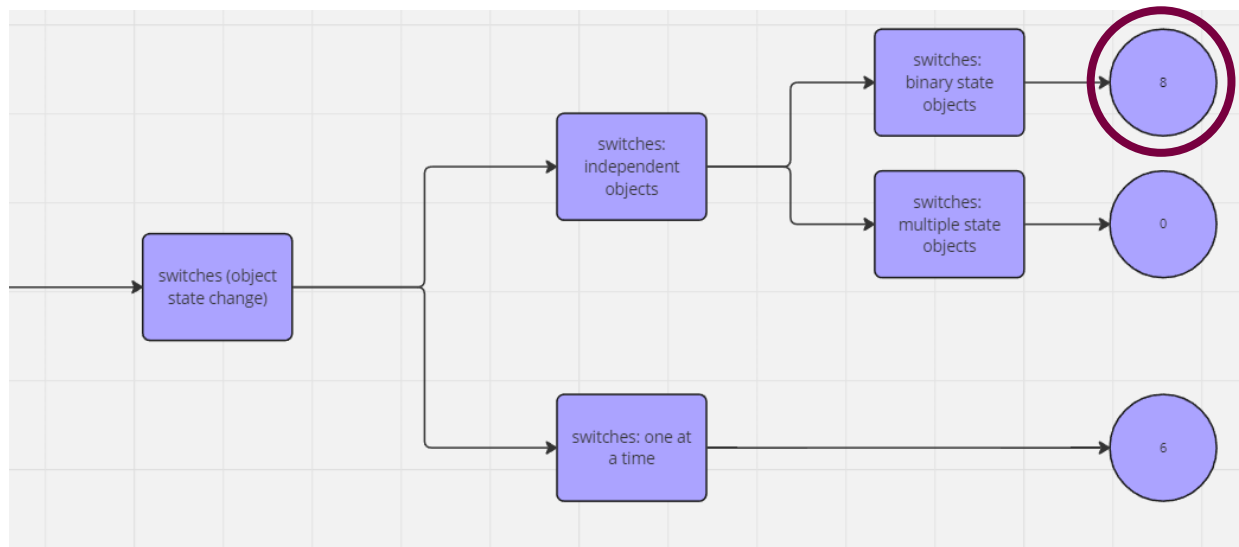 switches:
binary state
objects
8
switches:
independent
objects
switches:
multiple state
objects
0
switches (object
state change)
switches: one at
a time
6